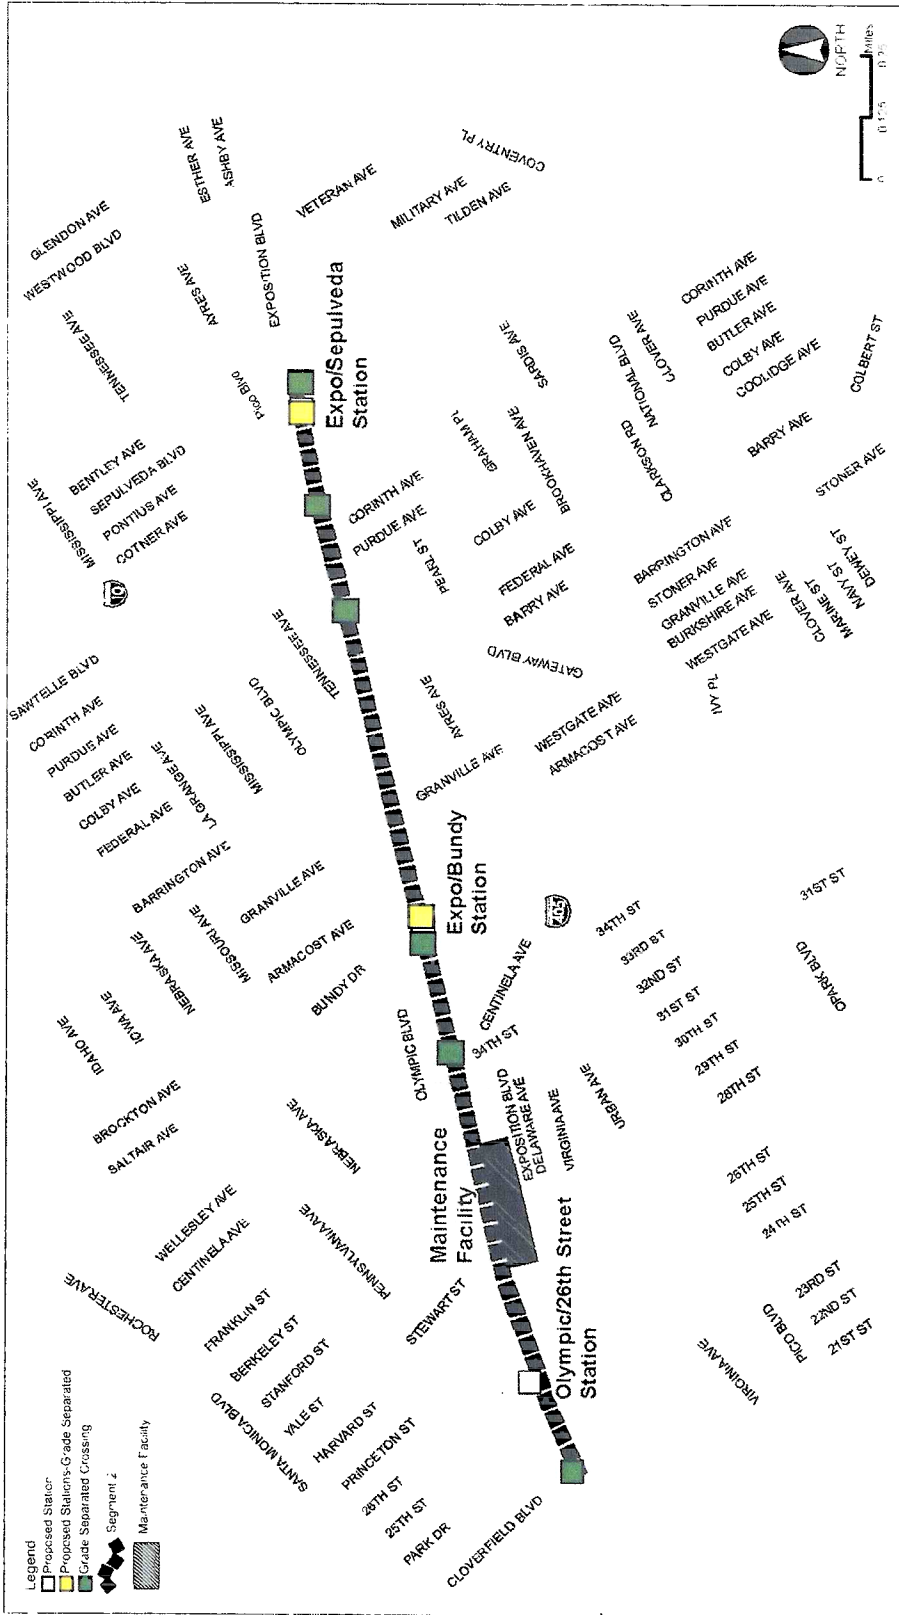 Legend
Proposed Station
Proposed Stations-Grade Separated
Grade Separated Crossing
Segment 2
Maintenance Facility
ROCHESTER AVE
SANTA MONICA BLVD
WELLESLEY AVE
CENTINELA AVE
FRANKLIN ST
BERKELEY ST
STANFORD ST
YALE ST
HARVARD ST
PRINCETON ST
26TH ST
25TH ST
PARK DR
CLOVERFIELD BLVD
STEWART ST
PENNSYLVANIA AVE
NEBRASKA AVE
BROCKTON AVE
SALTAIR AVE
IDAHO AVE
IOWA AVE
NEBRASKA AVE
MISSOURI AVE
BARRINGTON AVE
GRANVILLE AVE
ARMACOST AVE
BUNDY DR
OLYMPIC BLVD
SAWTELLE BLVD
CORINTH AVE
PURDUE AVE
BUTLER AVE
COLBY AVE
FEDERAL AVE
LA GRANGE AVE
MISSISSIPPI AVE
OLYMPIC BLVD
TENNESSEE AVE
10
MISSISSIPPI AVE
BENTLEY AVE
SEPULVEDA BLVD
PONTIUS AVE
COTNER AVE
TENNESSEE AVE
Pico Blvd
GLENDON AVE
WESTWOOD BLVD
AYRES AVE
EXPOSITION BLVD
ESTHER AVE
ASHBY AVE
VETERAN AVE
MILITARY AVE
TILDEN AVE
COVENTRY PL
Olympic/26th Street
Station
Maintenance
Facility
Expo/Bundy
Station
Expo/Sepulveda
Station
EXPOSITION BLVD
DELAWARE AVE
VIRGINIA AVE
34TH ST
CENTINELA AVE
URBAN AVE
405
GRANVILLE AVE
AYRES AVE
WESTGATE AVE
ARMACOST AVE
GATEWAY BLVD
CORINTH AVE
PURDUE AVE
PEARL ST
COLBY AVE
FEDERAL AVE
BARRY AVE
GRAHAM PL
BROOKHAVEN AVE
SARDIS AVE
CLARKSON RD
NATIONAL BLVD
CLOVER AVE
CORINTH AVE
PURDUE AVE
BUTLER AVE
COLBY AVE
COOLIDGE AVE
BARRY AVE
COLBERT ST
STONER AVE
BARRINGTON AVE
STONER AVE
GRANVILLE AVE
BURKSHIRE AVE
WESTGATE AVE
IVY PL
CLOVER AVE
MARINE ST
NAVY ST
DEWEY ST
34TH ST
33RD ST
32ND ST
31ST ST
30TH ST
29TH ST
28TH ST
31ST ST
OPARK BLVD
26TH ST
25TH ST
24TH ST
23RD ST
22ND ST
21ST ST
PICO BLVD
VIRGINIA AVE
NORTH
Miles
0 0.125 0.25